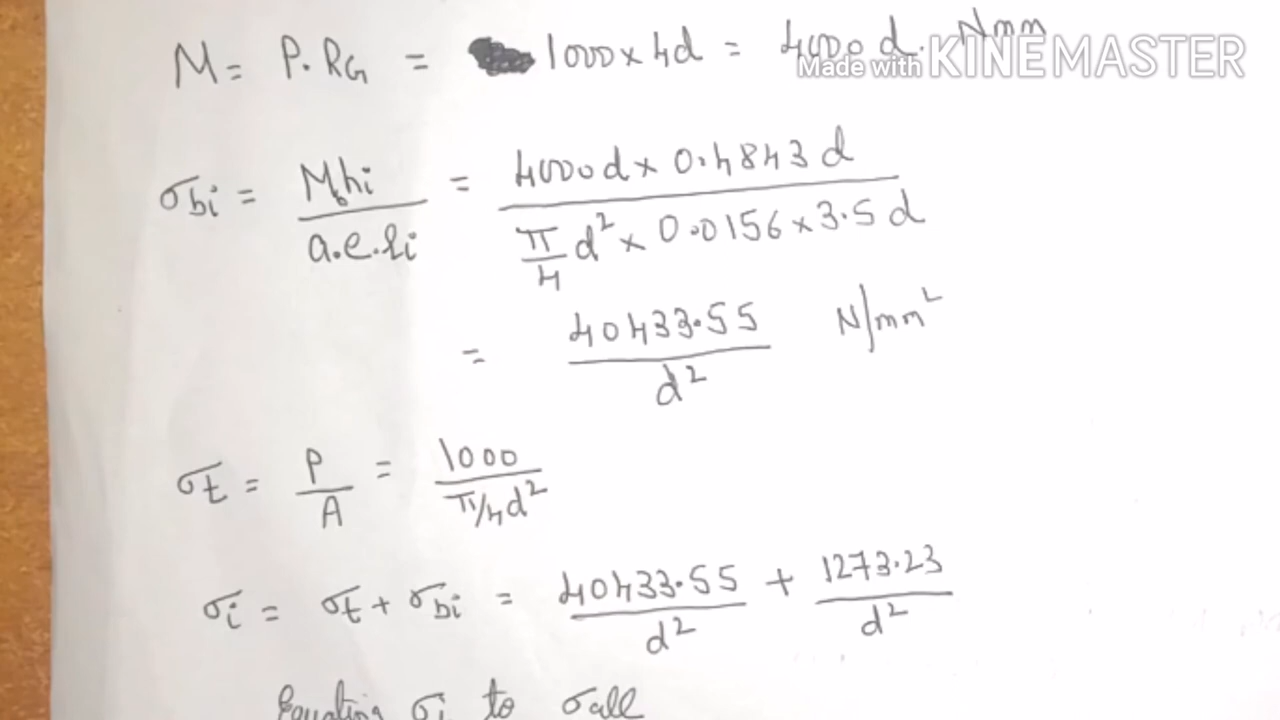 M = P. RG = 1000 x 4d = 4000 d. Nmm
Made with KINEMASTER
σbi = Mb hi / a.e.ri = 4000d x 0.4843 d / π/4 d² x 0.0156 x 3.5 d
= 40433.55 / d² N/mm²
σt = P / A = 1000 / π/4 d²
σi = σt + σbi = 40433.55 / d² + 1273.23 / d²
Equating σi to σall